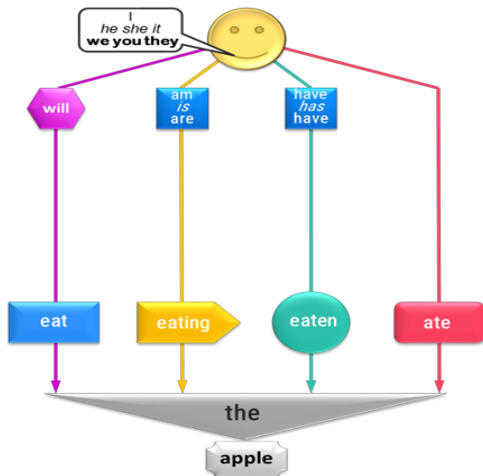 I
he she it
we you they
will
am
is
are
have
has
have
eat
eating
eaten
ate
the
apple